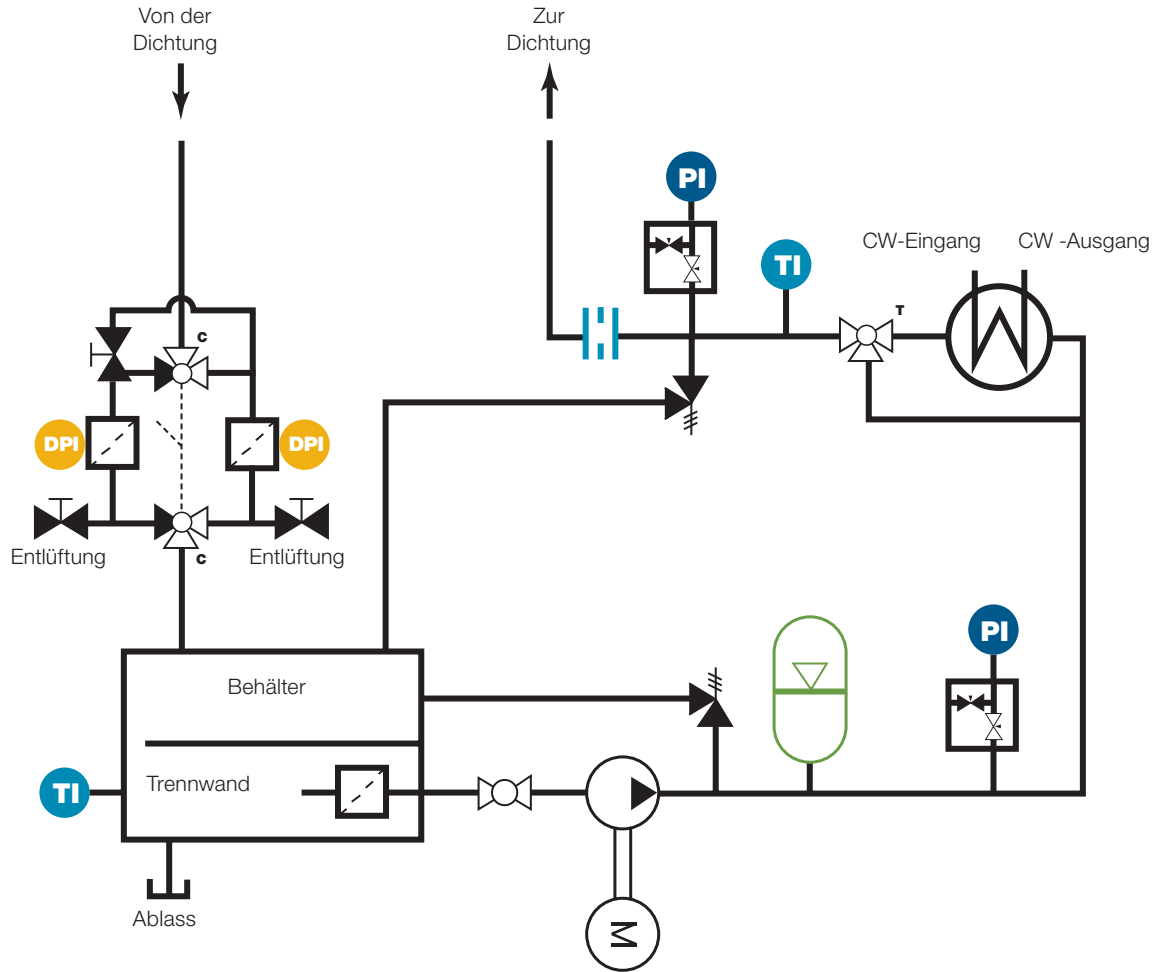 Von der
Dichtung
Zur
Dichtung
PI
TI
CW-Eingang
CW -Ausgang
T
C
DPI
DPI
Entlüftung
Entlüftung
C
PI
Behälter
Trennwand
TI
Ablass
M